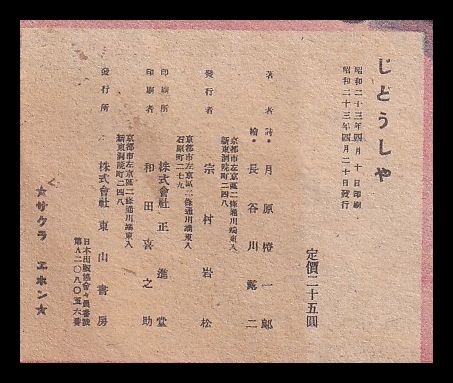 じどうしや
昭和二十三年四月十日印刷
昭和二十三年四月二十日發行
定價二十五圓
著者
詩・月原橙一郎
繪・長谷川露二
京都市左京區二條通川端東入
新東洞院町二四八
發行者 宗村岩松
京都市左京區二條通川端東入
石原町二七九
印刷所 株式會社正進堂
印刷者 和田喜之助
京都市左京區二條通川端東入
新東洞院町二四八
發行所 株式會社東山書房
日本出版協會々員書誌
第A二〇八〇五六番
★サクラ エホン★